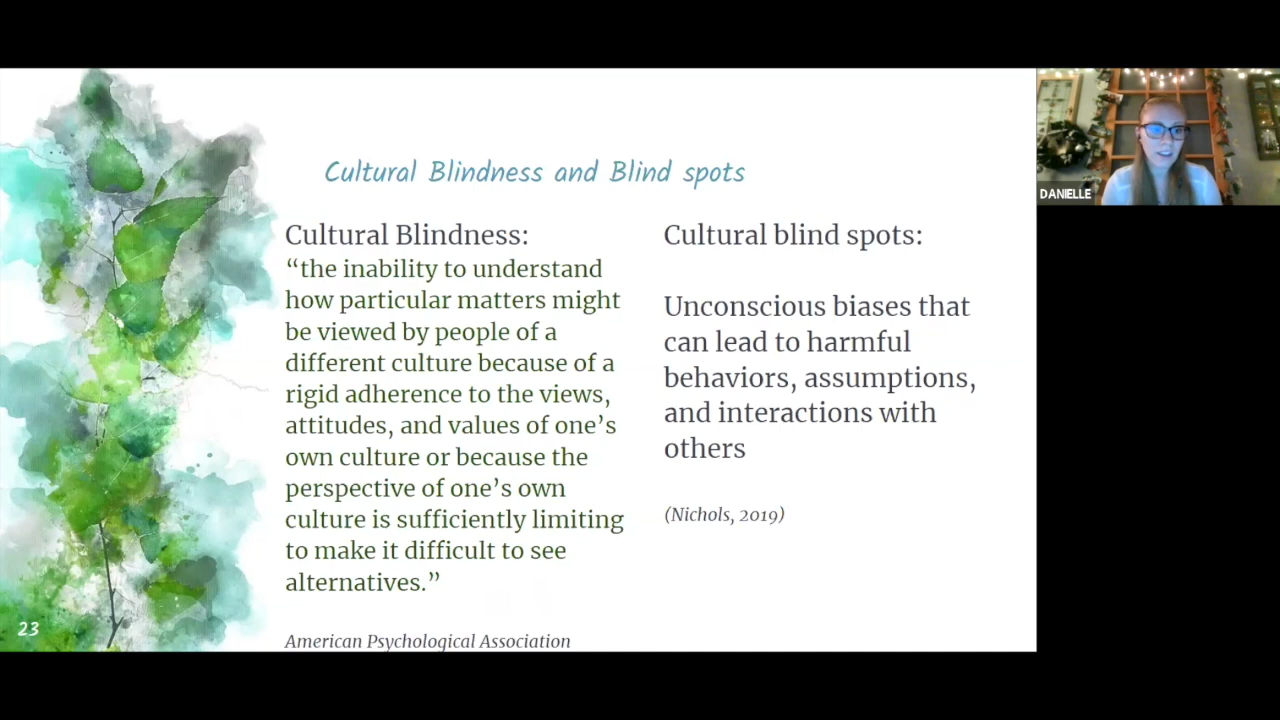 Cultural Blindness and Blind spots
Cultural Blindness:
“the inability to understand
how particular matters might
be viewed by people of a
different culture because of a
rigid adherence to the views,
attitudes, and values of one’s
own culture or because the
perspective of one’s own
culture is sufficiently limiting
to make it difficult to see
alternatives.”
American Psychological Association
Cultural blind spots:
Unconscious biases that
can lead to harmful
behaviors, assumptions,
and interactions with
others
(Nichols, 2019)
23
DANIELLE